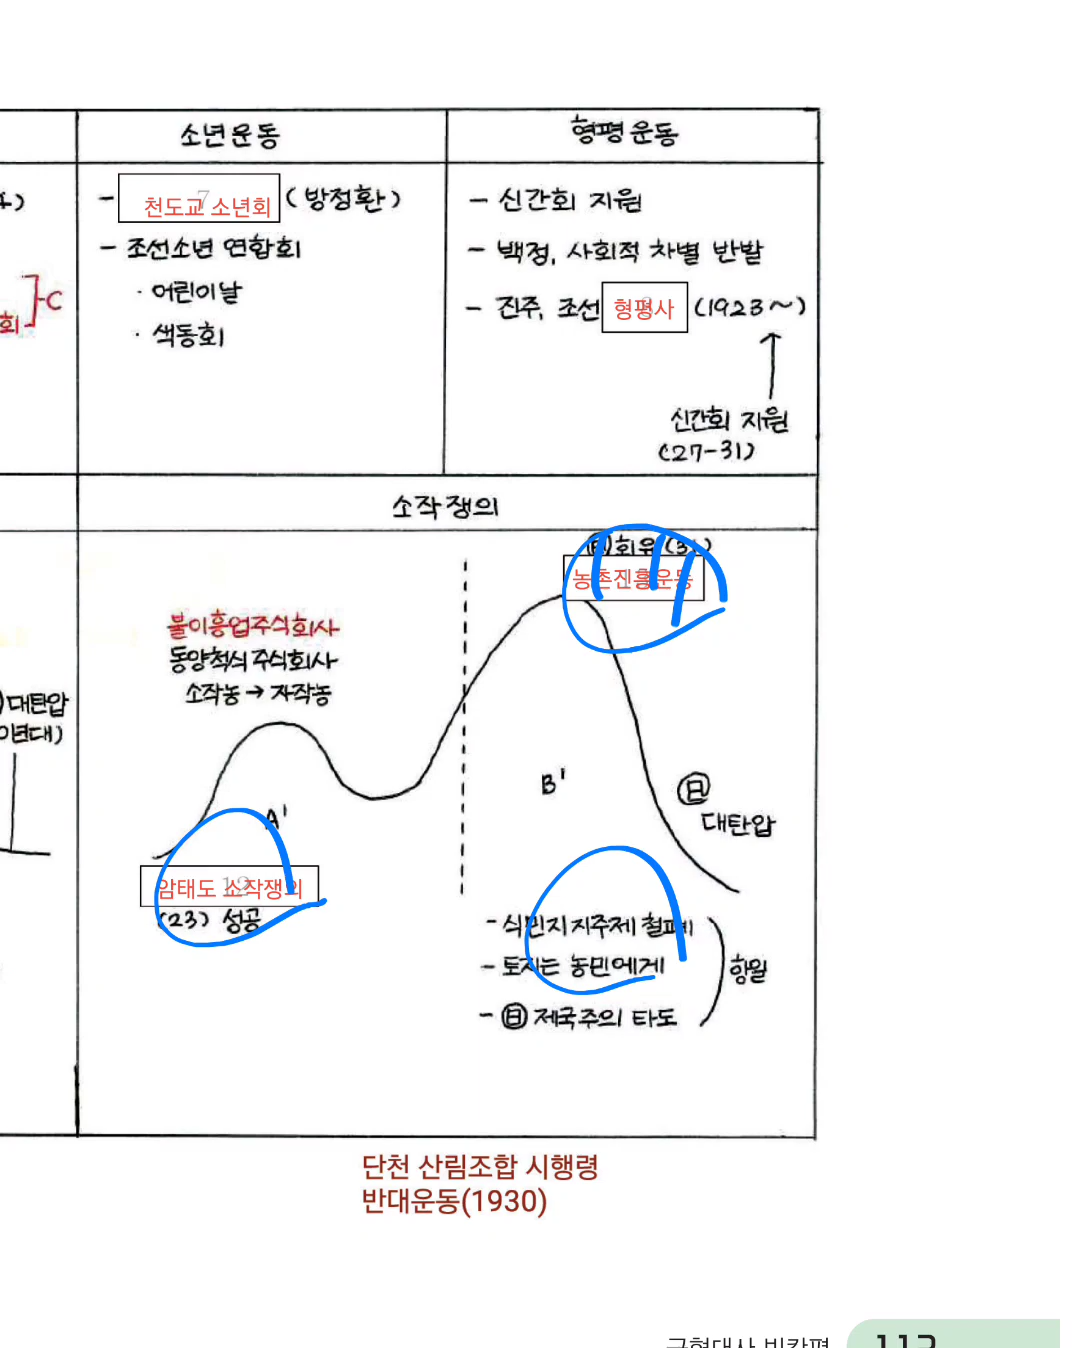 소년운동
- 천도교 소년회 (방정환)
- 조선소년 연합회
· 어린이날
· 색동회
형평운동
- 신간회 지원
- 백정, 사회적 차별 반발
- 진주, 조선 형평사 (1923~)
신간회 지원
(27-31)
회
C
소작쟁의
불이흥업주식회사
동양척식 주식회사
소작농 → 자작농
A'
암태도 소작쟁의
(23) 성공
농촌진흥운동
B'
日
대탄압
- 식민지 지주제 철폐
- 토지는 농민에게
- 日 제국주의 타도
항일
대탄압
년대)
단천 산림조합 시행령
반대운동(1930)
근현대사 빈칸편
113